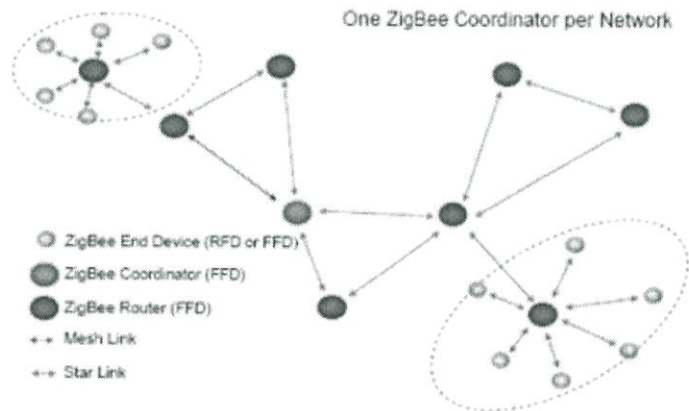 One ZigBee Coordinator per Network
ZigBee End Device (RFD or FFD)
ZigBee Coordinator (FFD)
ZigBee Router (FFD)
Mesh Link
Star Link